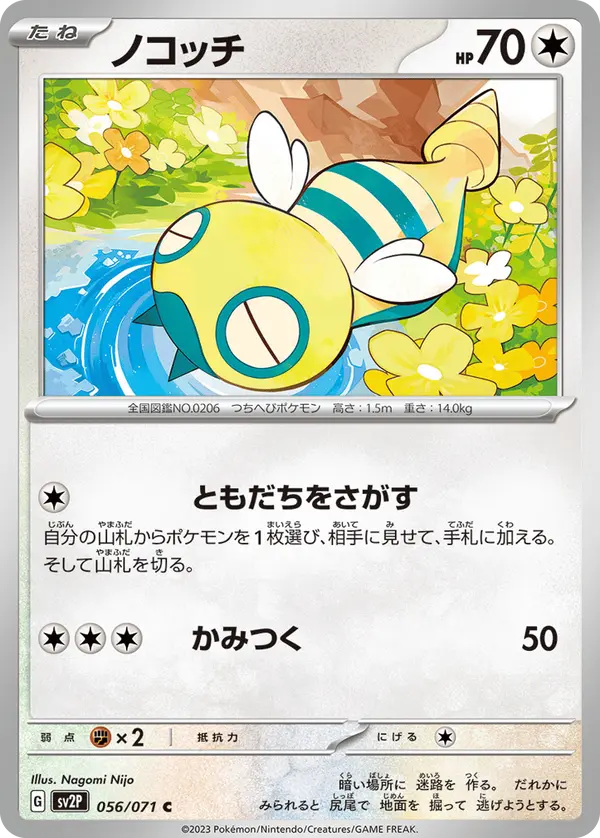 たね ノコッチ HP70
全国図鑑NO.0206 つちへびポケモン 高さ：1.5m 重さ：14.0kg
ともだちをさがす
自分の山札からポケモンを1枚選び、相手に見せて、手札に加える。
そして山札を切る。
かみつく 50
弱点 ×2 抵抗力 にげる
Illus. Nagomi Nijo
G sv2P 056/071 C
暗い場所に 迷路を 作る。 だれかに
みられると 尻尾で 地面を 掘って 逃げようとする。
©2023 Pokémon/Nintendo/Creatures/GAME FREAK.